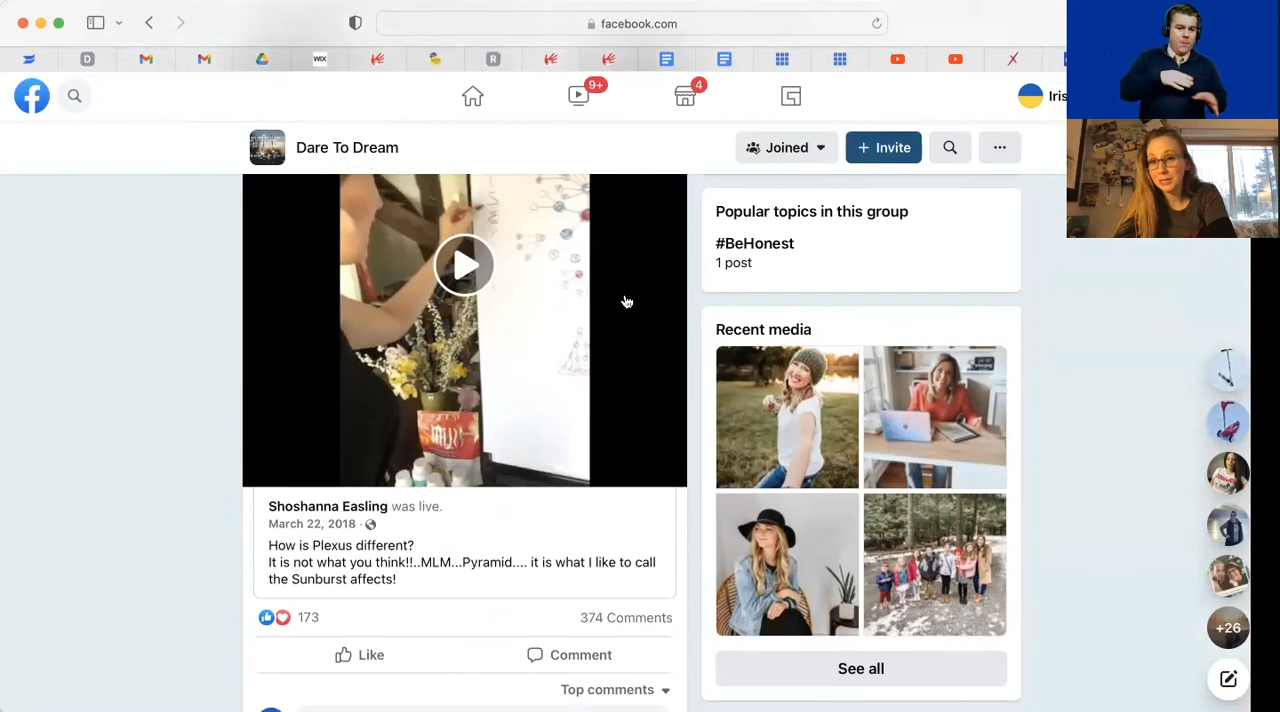 facebook.com
D
WIX
R
9+
4
Iris
Dare To Dream
Joined
+ Invite
Popular topics in this group
#BeHonest
1 post
Recent media
Shoshanna Easling was live.
March 22, 2018 ·
How is Plexus different?
It is not what you think!!..MLM...Pyramid.... it is what I like to call
the Sunburst affects!
173
374 Comments
Like
Comment
Top comments
See all
+26